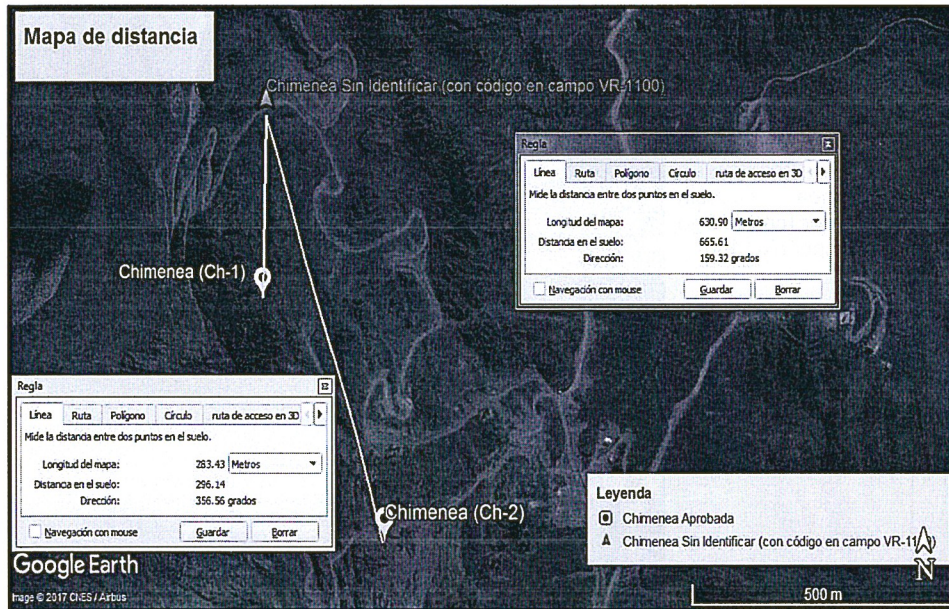 Mapa de distancia
Chimenea Sin Identificar (con código en campo VR-1100)
Regla
Línea Ruta Polígono Círculo ruta de acceso en 3D
Mide la distancia entre dos puntos en el suelo.
Longitud del mapa: 630.90 Metros
Distancia en el suelo: 665.61
Dirección: 159.32 grados
Navegación con mouse Guardar Borrar
Chimenea (Ch-1)
Regla
Línea Ruta Polígono Círculo ruta de acceso en 3D
Mide la distancia entre dos puntos en el suelo.
Longitud del mapa: 283.43 Metros
Distancia en el suelo: 296.14
Dirección: 356.56 grados
Navegación con mouse Guardar Borrar
Chimenea (Ch-2)
Leyenda
Chimenea Aprobada
Chimenea Sin Identificar (con código en campo
N
Google Earth
Image © 2017 CNES / Airbus
500 m